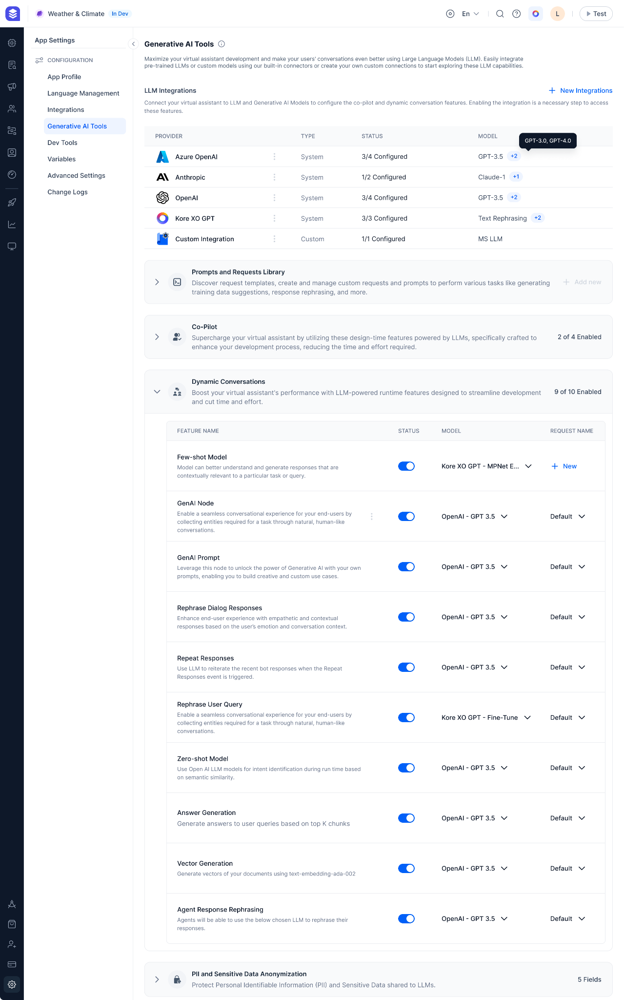 Weather & Climate In Dev En L Test
App Settings
CONFIGURATION
App Profile
Language Management
Integrations
Generative AI Tools
Dev Tools
Variables
Advanced Settings
Change Logs
Generative AI Tools
Maximize your virtual assistant development and make your users' conversations even better using Large Language Models (LLM). Easily integrate
pre-trained LLMs or custom models using our built-in connectors or create your own custom connections to start exploring these LLM capabilities.
LLM Integrations
New Integrations
Connect your virtual assistant to LLM and Generative AI Models to configure the co-pilot and dynamic conversation features. Enabling the integration is a necessary step to access
these features.
PROVIDER TYPE STATUS MODEL
GPT-3.0, GPT-4.0
Azure OpenAI System 3/4 Configured GPT-3.5 +2
Anthropic System 1/2 Configured Claude-1 +1
OpenAI System 3/4 Configured GPT-3.5 +2
Kore XO GPT System 3/3 Configured Text Rephrasing +2
Custom Integration Custom 1/1 Configured MS LLM
Prompts and Requests Library
Discover request templates, create and manage custom requests and prompts to perform various tasks like generating
training data suggestions, response rephrasing, and more.
Add new
Co-Pilot
Supercharge your virtual assistant by utilizing these design-time features powered by LLMs, specifically crafted to
enhance your development process, reducing the time and effort required.
2 of 4 Enabled
Dynamic Conversations
Boost your virtual assistant's performance with LLM-powered runtime features designed to streamline development
and cut time and effort.
9 of 10 Enabled
FEATURE NAME STATUS MODEL REQUEST NAME
Few-shot Model
Model can better understand and generate responses that are
contextually relevant to a particular task or query.
Kore XO GPT - MPNet E... New
GenAI Node
Enable a seamless conversational experience for your end-users by
collecting entities required for a task through natural, human-like
conversations.
OpenAI - GPT 3.5 Default
GenAI Prompt
Leverage this node to unlock the power of Generative AI with your own
prompts, enabling you to build creative and custom use cases.
OpenAI - GPT 3.5 Default
Rephrase Dialog Responses
Enhance end-user experience with empathetic and contextual
responses based on the user's emotion and conversation context.
OpenAI - GPT 3.5 Default
Repeat Responses
Use LLM to reiterate the recent bot responses when the Repeat
Responses event is triggered.
OpenAI - GPT 3.5 Default
Rephrase User Query
Enable a seamless conversational experience for your end-users by
collecting entities required for a task through natural, human-like
conversations.
Kore XO GPT - Fine-Tune Default
Zero-shot Model
Use Open AI LLM models for intent identification during run time based
on semantic similarity.
OpenAI - GPT 3.5 Default
Answer Generation
Generate answers to user queries based on top K chunks
OpenAI - GPT 3.5 Default
Vector Generation
Generate vectors of your documents using text-embedding-ada-002
OpenAI - GPT 3.5 Default
Agent Response Rephrasing
Agents will be able to use the below chosen LLM to rephrase their
responses.
OpenAI - GPT 3.5 Default
PII and Sensitive Data Anonymization
Protect Personal Identifiable Information (PII) and Sensitive Data shared to LLMs.
5 Fields